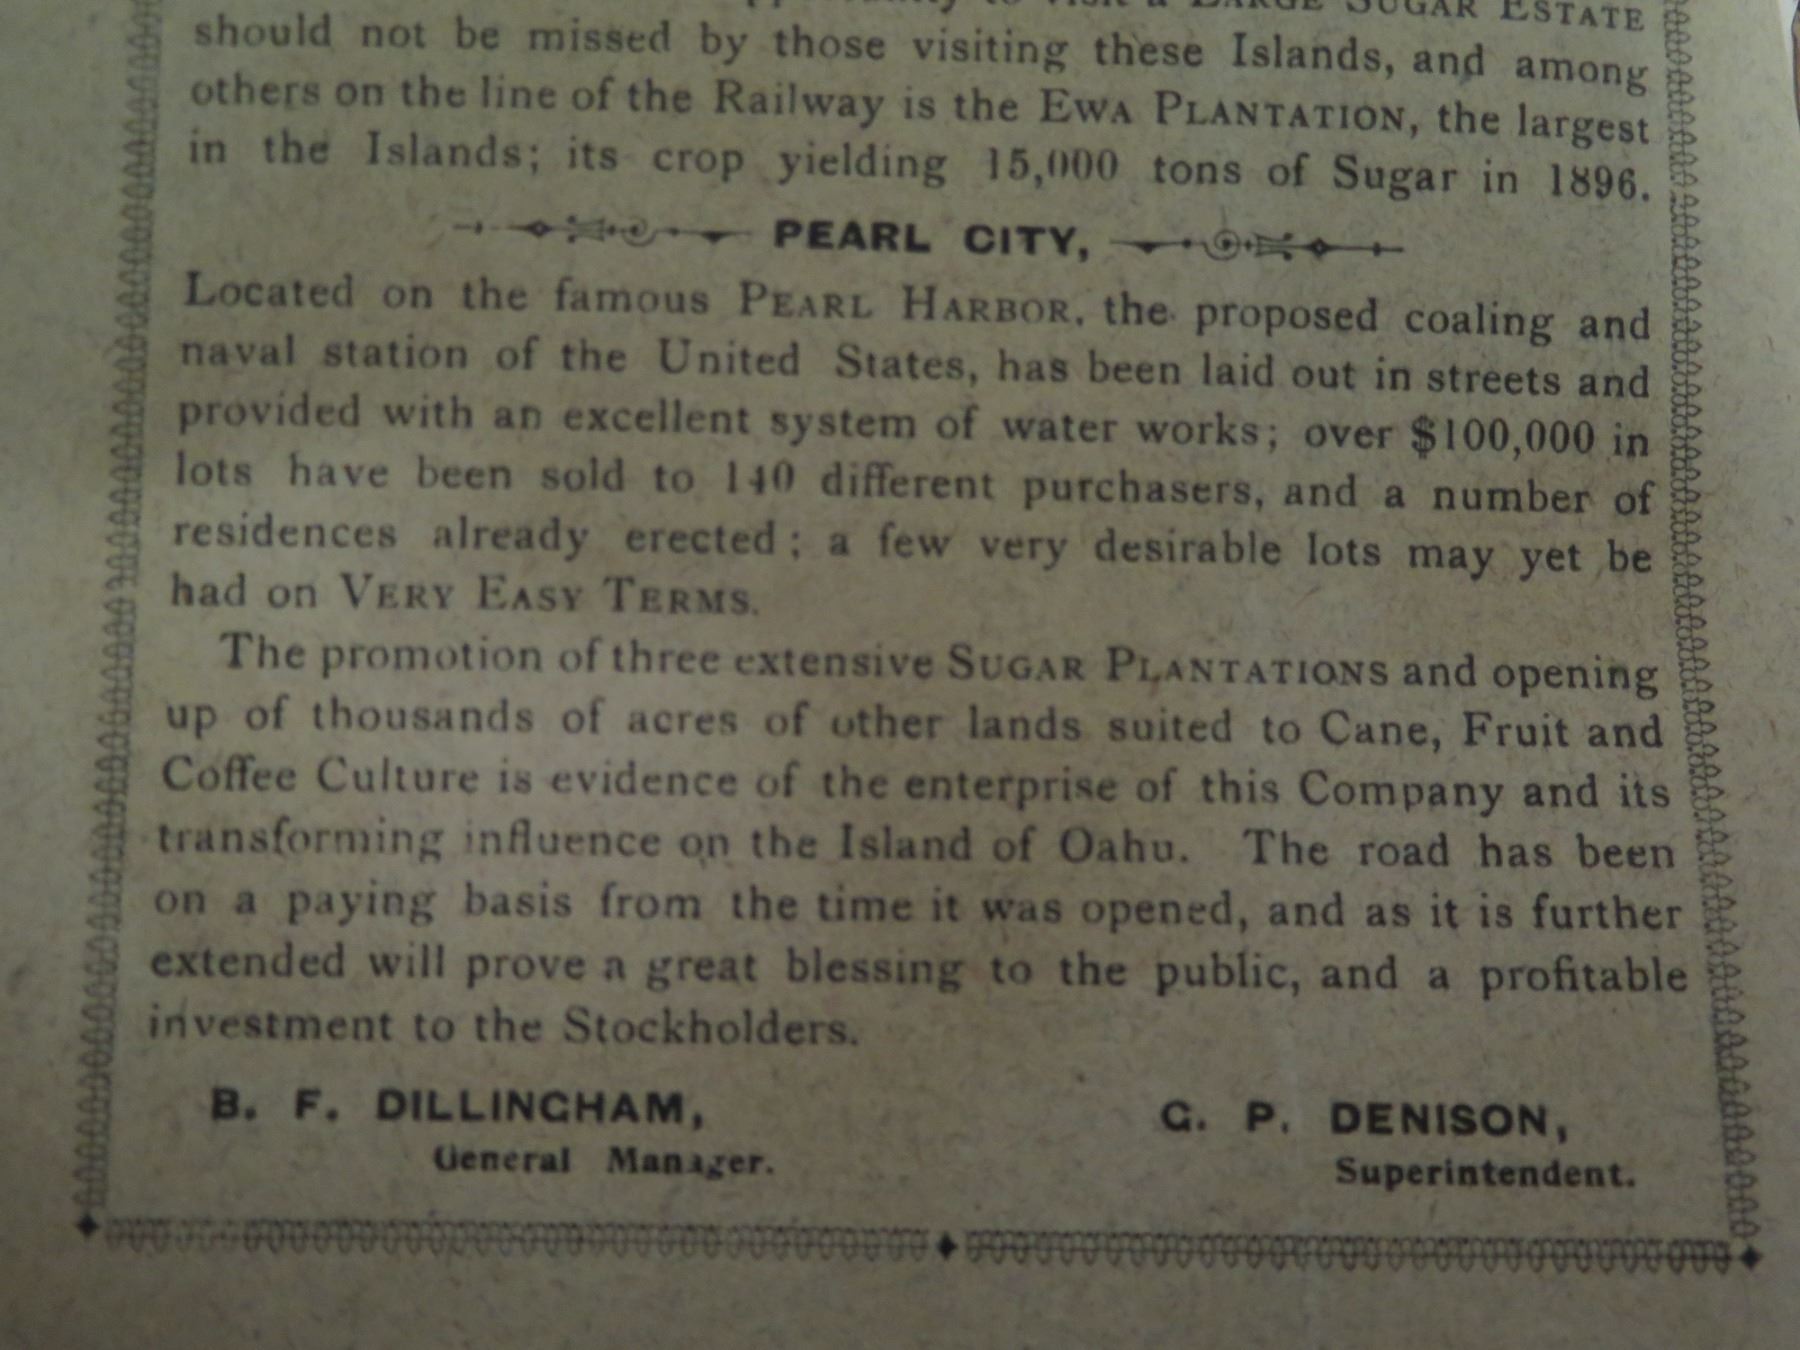 opportunity to visit a LARGE SUGAR ESTATE
should not be missed by those visiting these Islands, and among
others on the line of the Railway is the EWA PLANTATION, the largest
in the Islands; its crop yielding 15,000 tons of Sugar in 1896.
PEARL CITY,
Located on the famous PEARL HARBOR, the proposed coaling and
naval station of the United States, has been laid out in streets and
provided with an excellent system of water works; over $100,000 in
lots have been sold to 140 different purchasers, and a number of
residences already erected; a few very desirable lots may yet be
had on VERY EASY TERMS.
The promotion of three extensive SUGAR PLANTATIONS and opening
up of thousands of acres of other lands suited to Cane, Fruit and
Coffee Culture is evidence of the enterprise of this Company and its
transforming influence on the Island of Oahu. The road has been
on a paying basis from the time it was opened, and as it is further
extended will prove a great blessing to the public, and a profitable
investment to the Stockholders.
B. F. DILLINGHAM,
General Manager.
G. P. DENISON,
Superintendent.